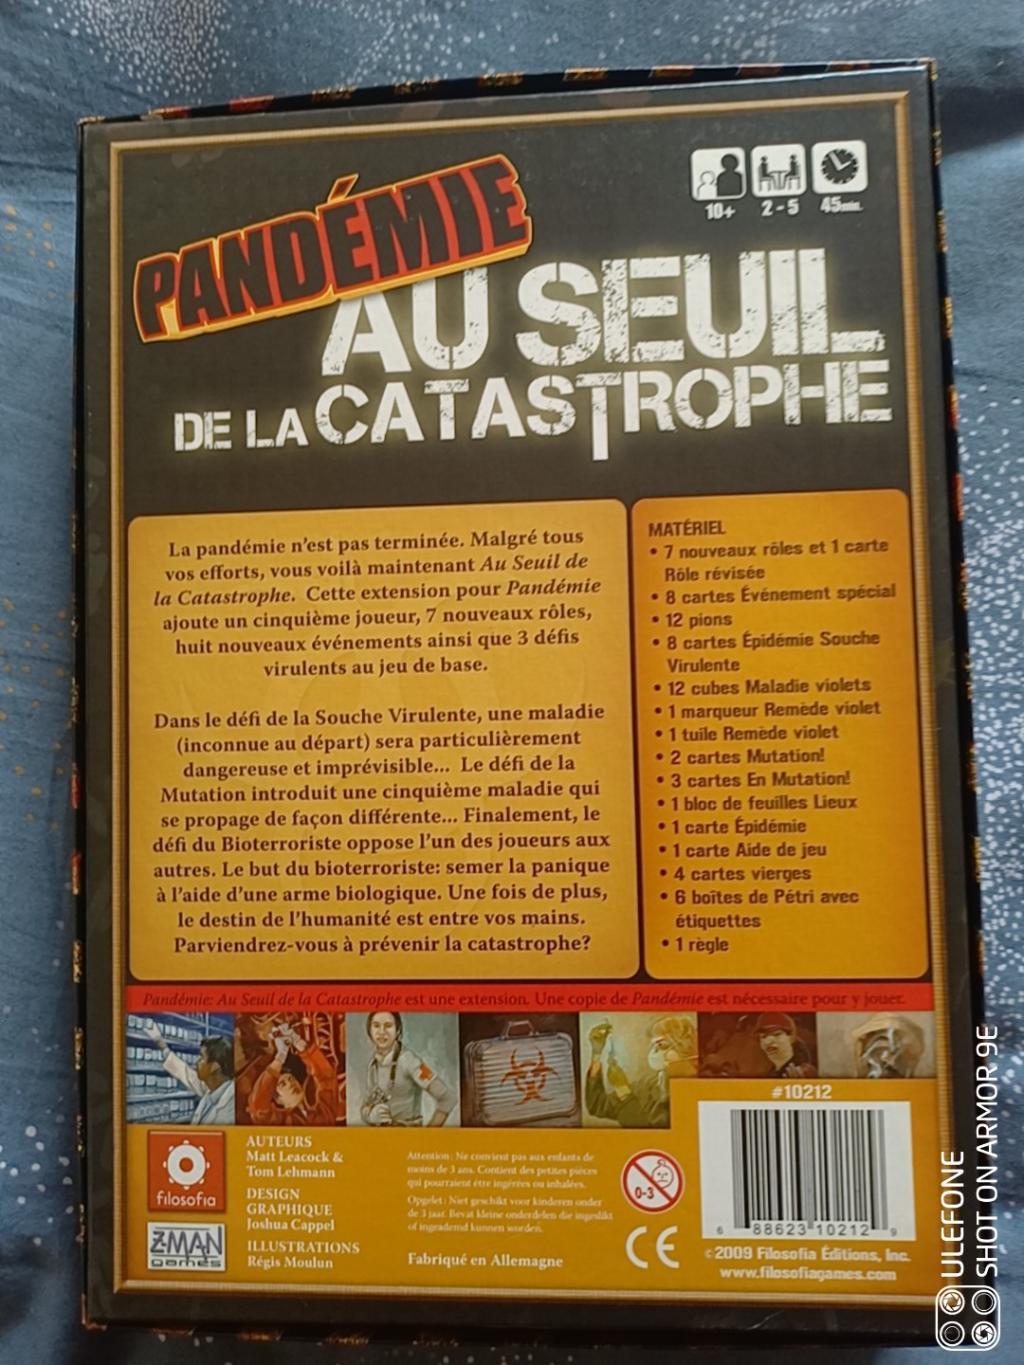 PANDÉMIE
10+
2 - 5
45min.
AU SEUIL
DE LA CATASTROPHE
La pandémie n'est pas terminée. Malgré tous
vos efforts, vous voilà maintenant Au Seuil de
la Catastrophe. Cette extension pour Pandémie
ajoute un cinquième joueur, 7 nouveaux rôles,
huit nouveaux événements ainsi que 3 défis
virulents au jeu de base.
Dans le défi de la Souche Virulente, une maladie
(inconnue au départ) sera particulièrement
dangereuse et imprévisible... Le défi de la
Mutation introduit une cinquième maladie qui
se propage de façon différente... Finalement, le
défi du Bioterroriste oppose l'un des joueurs aux
autres. Le but du bioterroriste: semer la panique
à l'aide d'une arme biologique. Une fois de plus,
le destin de l'humanité est entre vos mains.
Parviendrez-vous à prévenir la catastrophe?
MATÉRIEL
• 7 nouveaux rôles et 1 carte
Rôle révisée
• 8 cartes Événement spécial
• 12 pions
• 8 cartes Épidémie Souche
Virulente
• 12 cubes Maladie violets
• 1 marqueur Remède violet
• 1 tuile Remède violet
• 2 cartes Mutation!
• 3 cartes En Mutation!
• 1 bloc de feuilles Lieux
• 1 carte Épidémie
• 1 carte Aide de jeu
• 4 cartes vierges
• 6 boîtes de Pétri avec
étiquettes
• 1 règle
Pandémie: Au Seuil de la Catastrophe est une extension. Une copie de Pandémie est nécessaire pour y jouer.
filosofia
Z-MAN
games
AUTEURS
Matt Leacock &
Tom Lehmann
DESIGN
GRAPHIQUE
Joshua Cappel
ILLUSTRATIONS
Régis Moulun
Attention: Ne convient pas aux enfants de
moins de 3 ans. Contient des petites pièces
qui pourraient être ingérées ou inhalées.
Opgelet: Niet geschikt voor kinderen onder
de 3 jaar. Bevat kleine onderdelen die ingeslikt
of ingeademd kunnen worden.
Fabriqué en Allemagne
0-3
CE
#10212
6 88623 10212 9
©2009 Filosofia Éditions, Inc.
www.filosofiagames.com
ULEFONE
SHOT ON ARMOR 9E